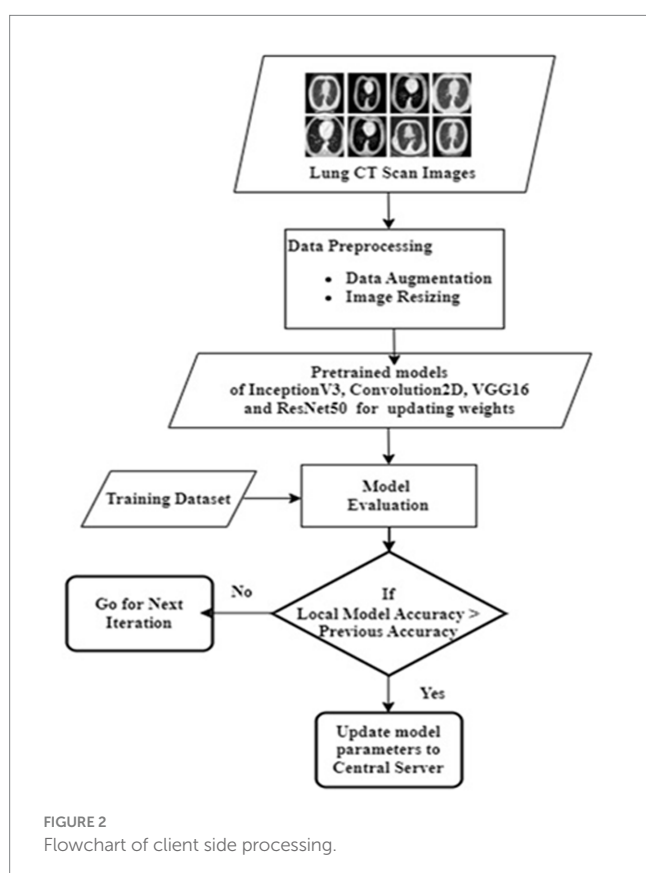 Lung CT Scan Images
Data Preprocessing
• Data Augmentation
• Image Resizing
Pretrained models
of InceptionV3, Convolution2D, VGG16
and ResNet50 for updating weights
Training Dataset
Model
Evaluation
If
Local Model Accuracy >
Previous Accuracy
No
Go for Next
Iteration
Yes
Update model
parameters to
Central Server
FIGURE 2
Flowchart of client side processing.